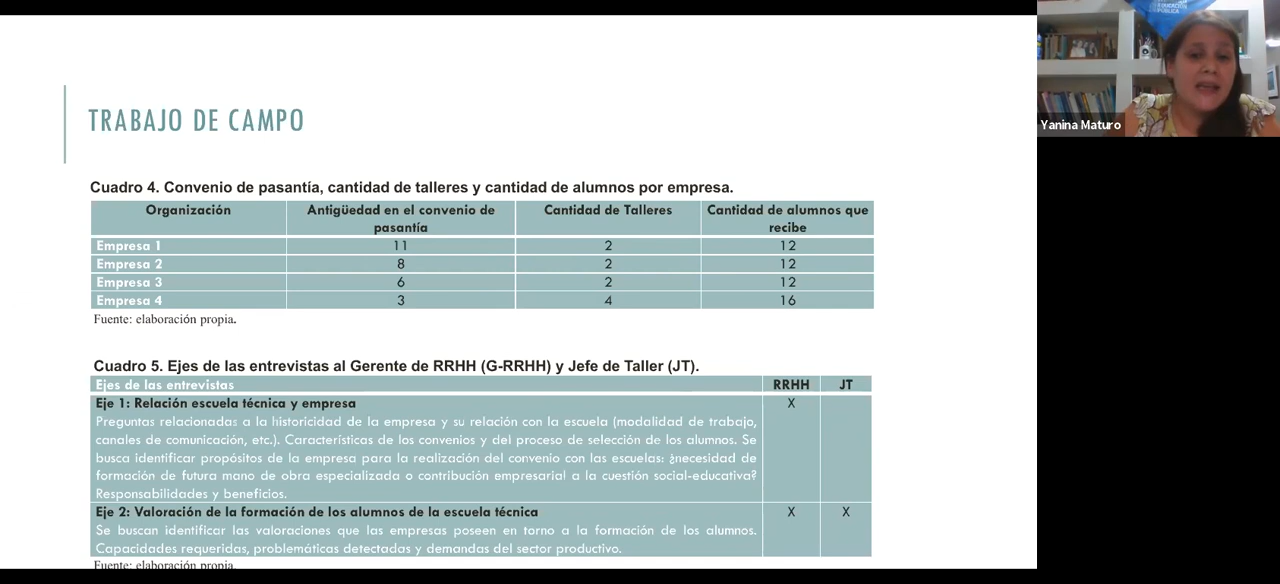 TRABAJO DE CAMPO
Cuadro 4. Convenio de pasantía, cantidad de talleres y cantidad de alumnos por empresa.
Organización Antigüedad en el convenio de pasantía Cantidad de Talleres Cantidad de alumnos que recibe
Empresa 1 11 2 12
Empresa 2 8 2 12
Empresa 3 6 2 12
Empresa 4 3 4 16
Fuente: elaboración propia.
Cuadro 5. Ejes de las entrevistas al Gerente de RRHH (G-RRHH) y Jefe de Taller (JT).
Ejes de las entrevistas RRHH JT
Eje 1: Relación escuela técnica y empresa X
Preguntas relacionadas a la historicidad de la empresa y su relación con la escuela (modalidad de trabajo,
canales de comunicación, etc.). Características de los convenios y del proceso de selección de los alumnos. Se
busca identificar propósitos de la empresa para la realización del convenio con las escuelas: ¿necesidad de
formación de futura mano de obra especializada o contribución empresarial a la cuestión social-educativa?
Responsabilidades y beneficios.
Eje 2: Valoración de la formación de los alumnos de la escuela técnica X X
Se buscan identificar las valoraciones que las empresas poseen en torno a la formación de los alumnos.
Capacidades requeridas, problemáticas detectadas y demandas del sector productivo.
Fuente: elaboración propia.
EDUCACIÓN
PÚBLICA
Yanina Maturo